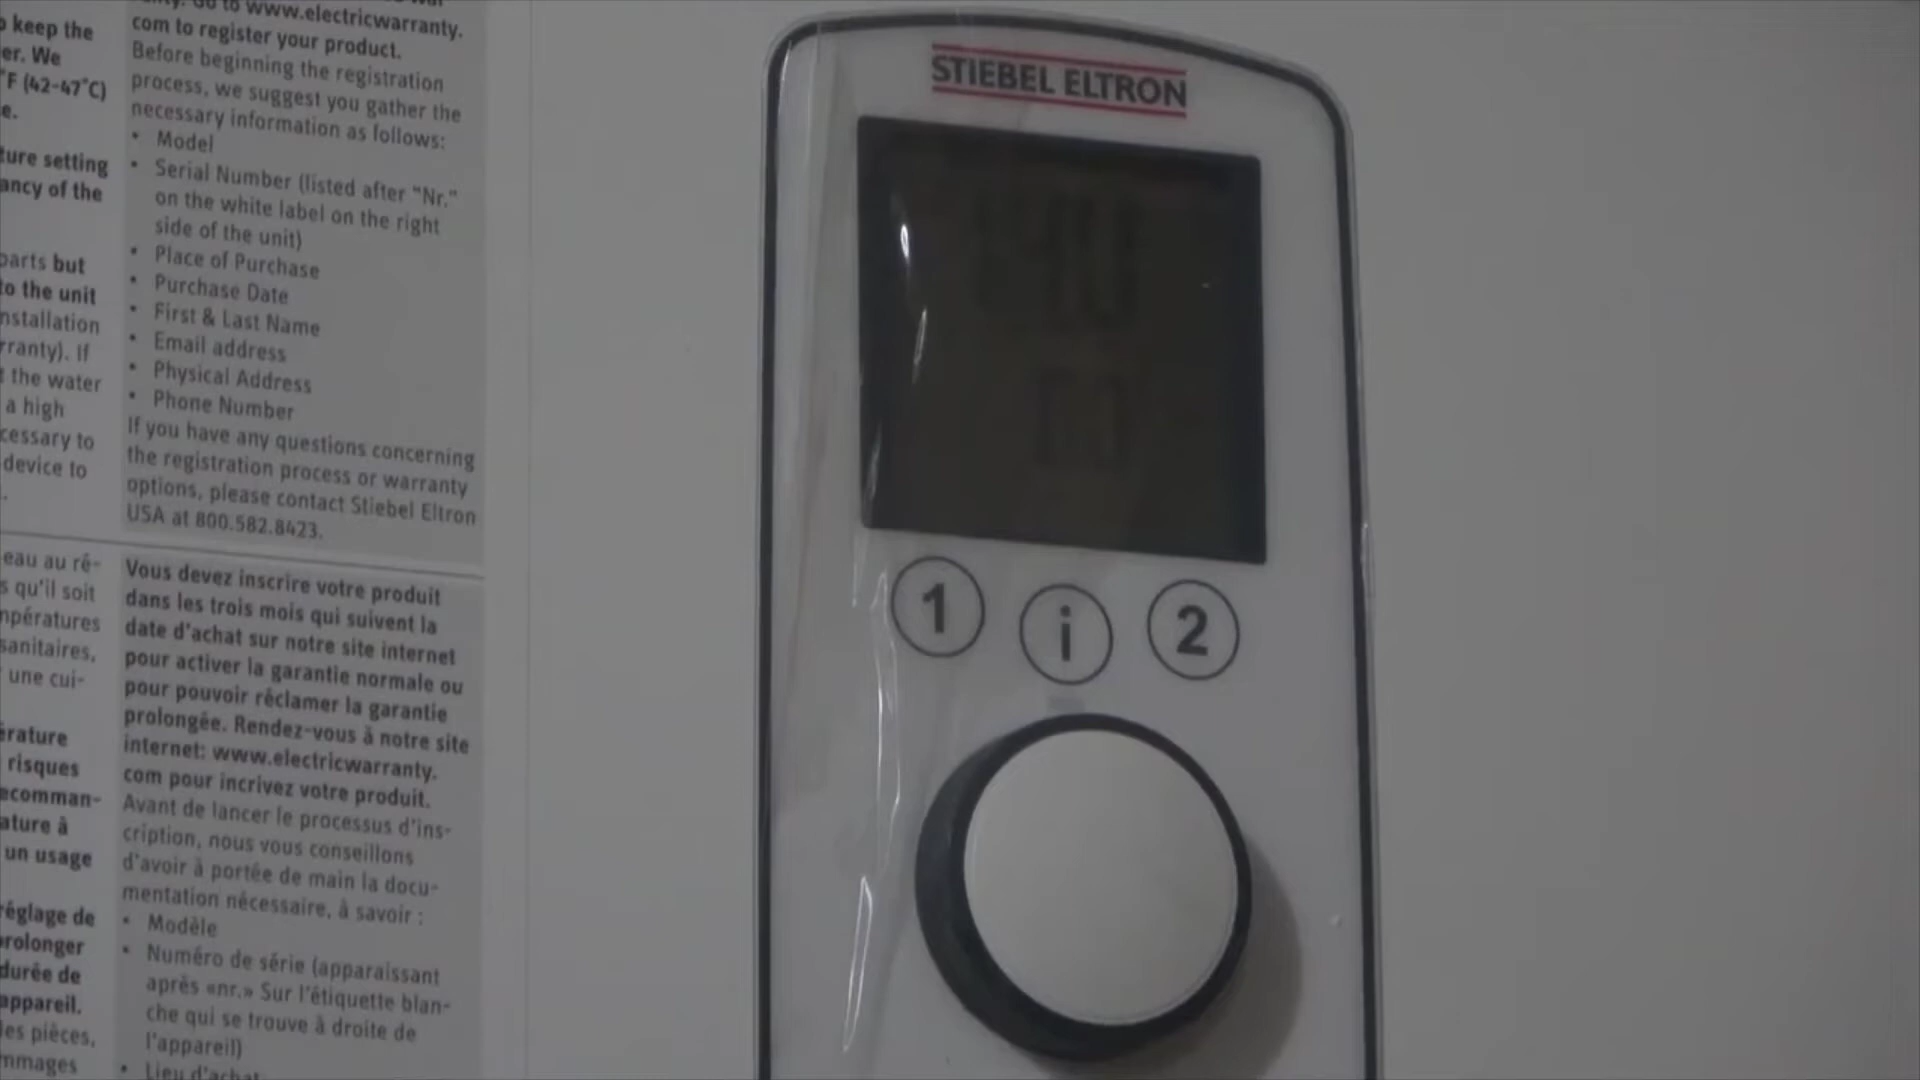 keep the
er. We
°F (42-47°C)
e.
ture setting
ancy of the
parts but
to the unit
nstallation
rranty). If
the water
a high
cessary to
device to
Go to www.electricwarranty.
com to register your product.
Before beginning the registration
process, we suggest you gather the
necessary information as follows:
• Model
• Serial Number (listed after "Nr."
on the white label on the right
side of the unit)
• Place of Purchase
• Purchase Date
• First & Last Name
• Email address
• Physical Address
• Phone Number
If you have any questions concerning
the registration process or warranty
options, please contact Stiebel Eltron
USA at 800.582.8423.
eau au ré-
s qu'il soit
mpératures
sanitaires,
une cui-
érature
risques
ecomman-
ature à
un usage
réglage de
prolonger
durée de
appareil.
les pièces,
mmages
Vous devez inscrire votre produit
dans les trois mois qui suivent la
date d'achat sur notre site internet
pour activer la garantie normale ou
pour pouvoir réclamer la garantie
prolongée. Rendez-vous à notre site
internet: www.electricwarranty.
com pour incrivez votre produit.
Avant de lancer le processus d'ins-
cription, nous vous conseillons
d'avoir à portée de main la docu-
mentation nécessaire, à savoir :
• Modèle
• Numéro de série (apparaissant
après «nr.» Sur l'étiquette blan-
che qui se trouve à droite de
l'appareil)
• Lieu d'achat
STIEBEL ELTRON
1 i 2